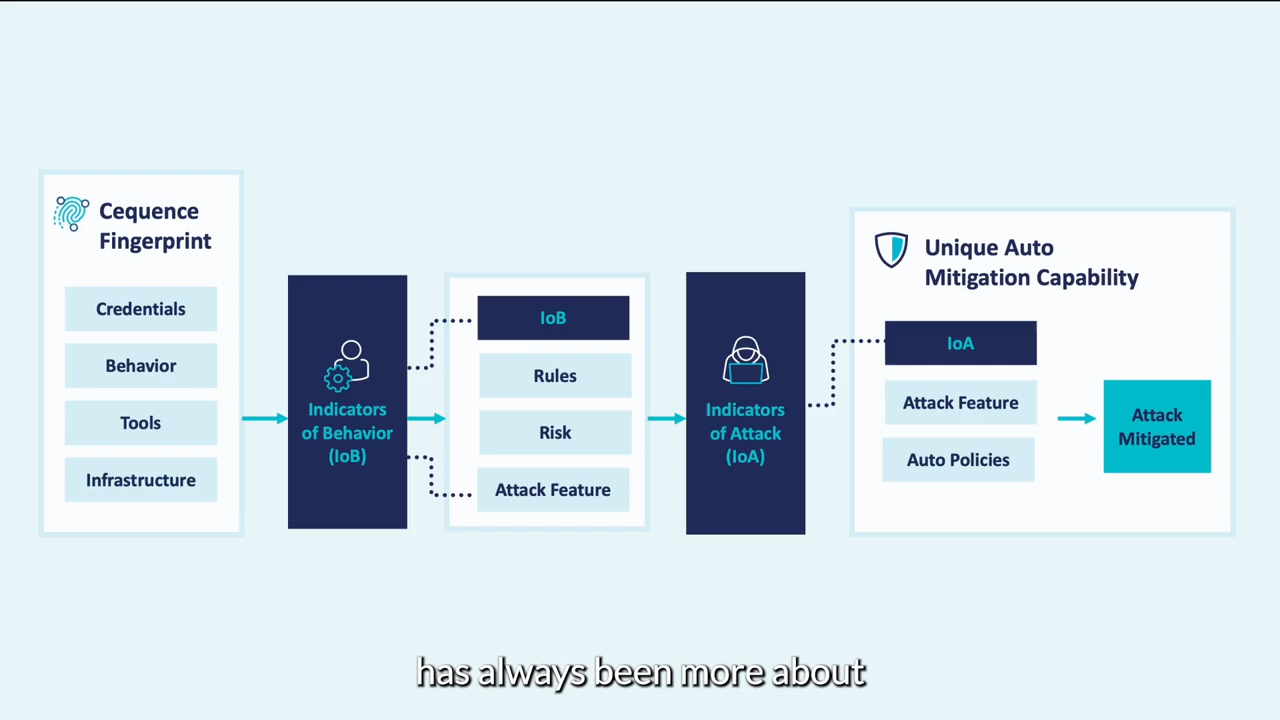 Cequence
Fingerprint
Credentials
Behavior
Tools
Infrastructure
Indicators
of Behavior
(IoB)
IoB
Rules
Risk
Attack Feature
Indicators
of Attack
(IoA)
Unique Auto
Mitigation Capability
IoA
Attack Feature
Auto Policies
Attack
Mitigated
has always been more about